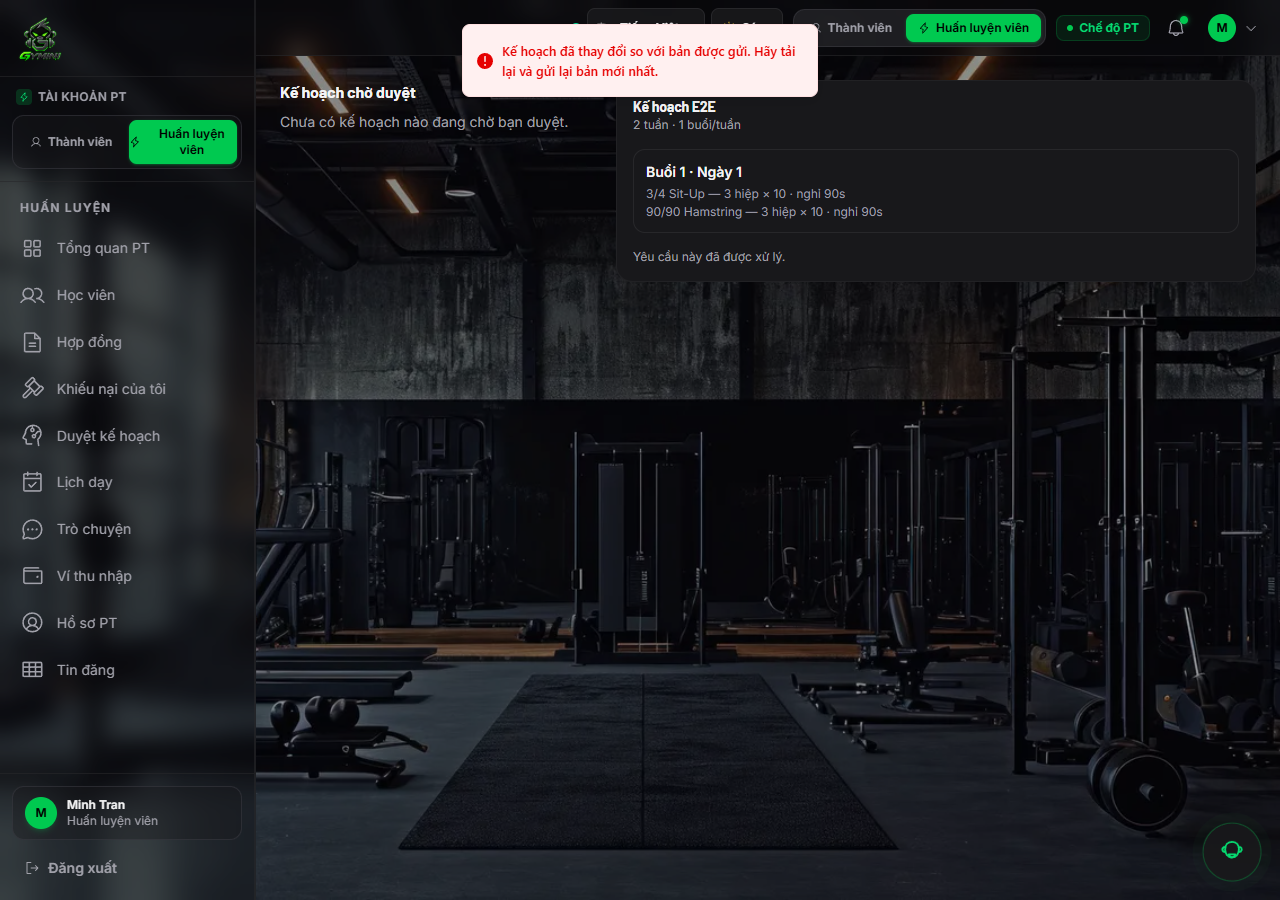 GYMINI
Thành viên
Huấn luyện viên
Chế độ PT
M
Kế hoạch đã thay đổi so với bản được gửi. Hãy tải
lại và gửi lại bản mới nhất.
TÀI KHOẢN PT
Thành viên
Huấn luyện
viên
HUẤN LUYỆN
Tổng quan PT
Học viên
Hợp đồng
Khiếu nại của tôi
Duyệt kế hoạch
Lịch dạy
Trò chuyện
Ví thu nhập
Hồ sơ PT
Tin đăng
M
Minh Tran
Huấn luyện viên
Đăng xuất
Kế hoạch chờ duyệt
Chưa có kế hoạch nào đang chờ bạn duyệt.
Kế hoạch E2E
2 tuần · 1 buổi/tuần
Buổi 1 · Ngày 1
3/4 Sit-Up — 3 hiệp × 10 · nghỉ 90s
90/90 Hamstring — 3 hiệp × 10 · nghỉ 90s
Yêu cầu này đã được xử lý.